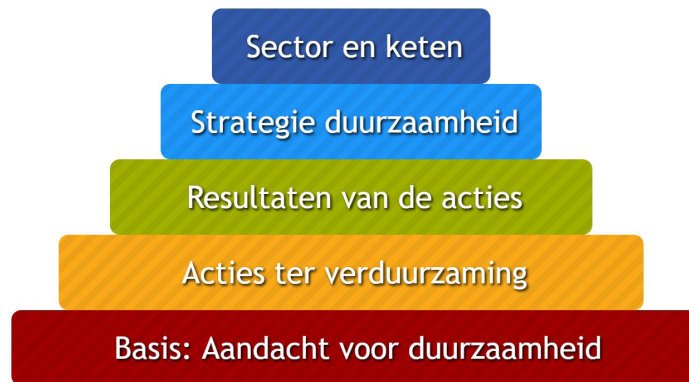 Sector en keten
Strategie duurzaamheid
Resultaten van de acties
Acties ter verduurzaming
Basis: Aandacht voor duurzaamheid